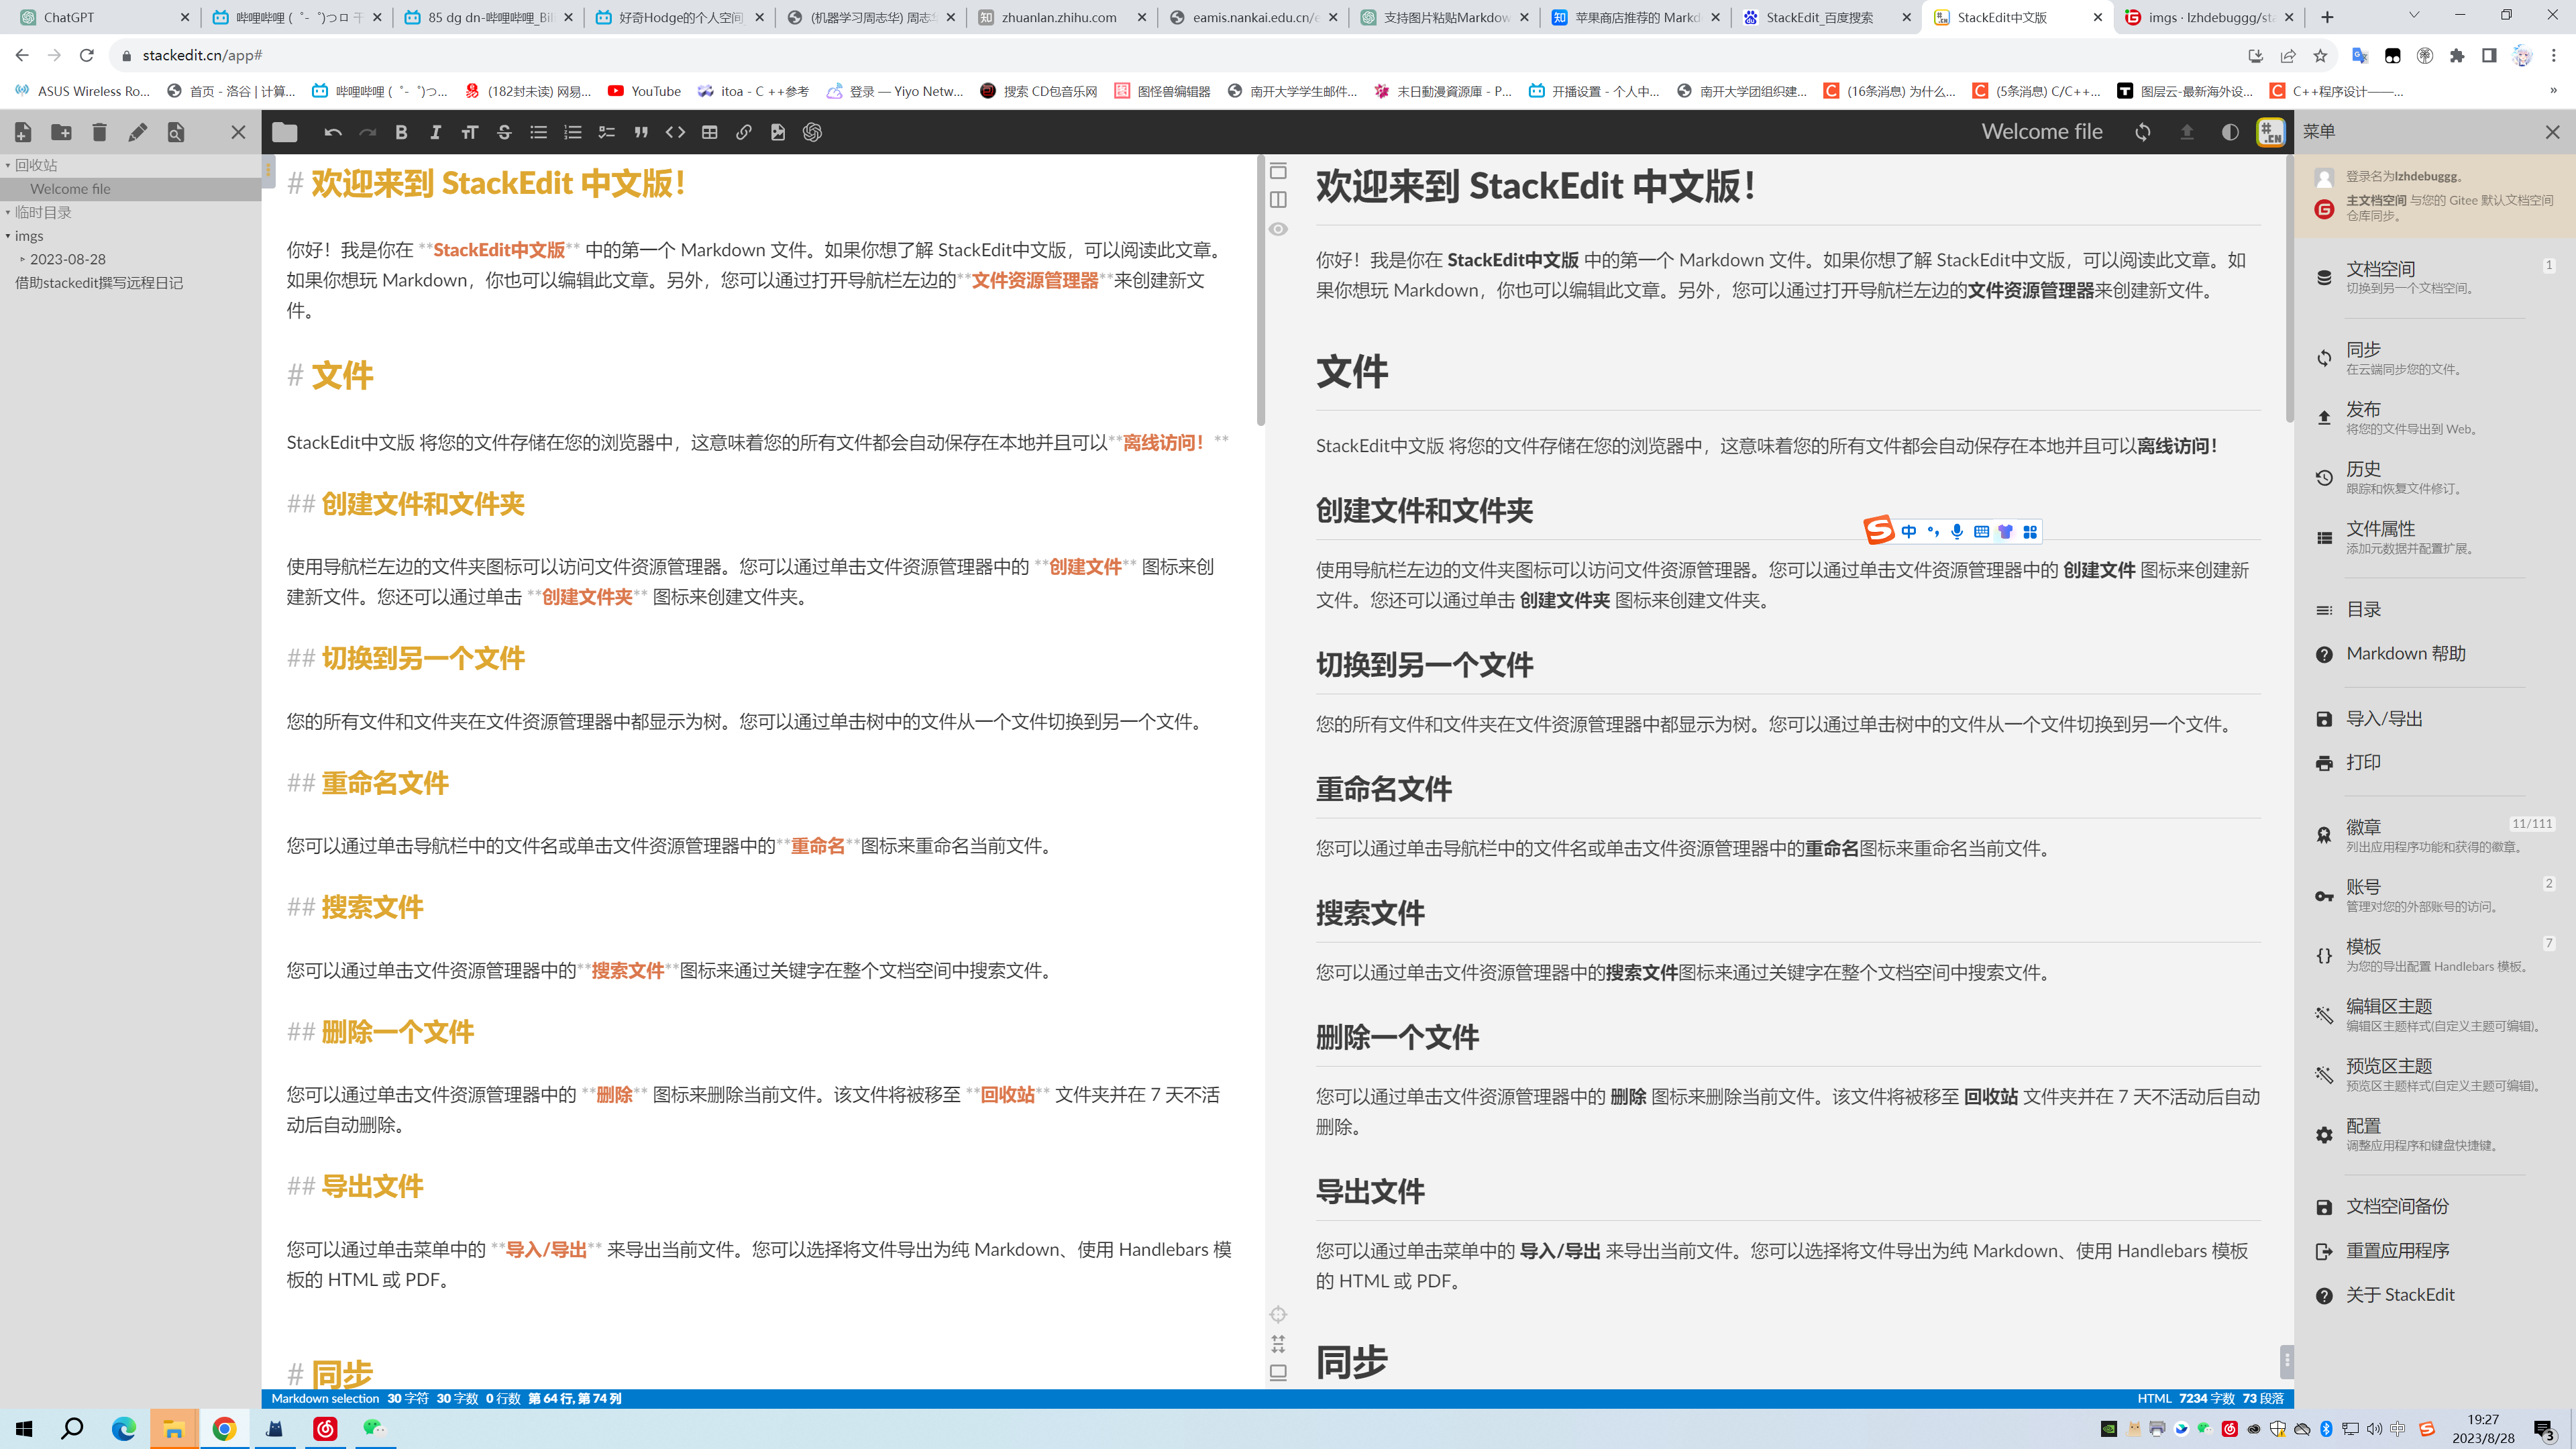 ChatGPT
哔哩哔哩 (゜-゜)つロ 干
85 dg dn-哔哩哔哩_Bil
好奇Hodge的个人空间
(机器学习周志华) 周志华
zhuanlan.zhihu.com
eamis.nankai.edu.cn/e
支持图片粘贴Markdow
苹果商店推荐的 Markd
StackEdit_百度搜索
StackEdit中文版
imgs · lzhdebuggg/sta
stackedit.cn/app#
ASUS Wireless Ro...
首页 - 洛谷 | 计算...
哔哩哔哩 (゜-゜)つ...
(182封未读) 网易...
YouTube
itoa - C ++参考
登录 — Yiyo Netw...
搜索 CD包音乐网
图怪兽编辑器
南开大学学生邮件...
末日動漫資源庫 - P...
开播设置 - 个人中...
南开大学团组织建...
(16条消息) 为什么...
(5条消息) C/C++...
图层云-最新海外设...
C++程序设计——...
»
Welcome file
菜单
回收站
Welcome file
临时目录
imgs
2023-08-28
借助stackedit撰写远程日记
# 欢迎来到 StackEdit 中文版！
你好！我是你在 **StackEdit中文版** 中的第一个 Markdown 文件。如果你想了解 StackEdit中文版，可以阅读此文章。
如果你想玩 Markdown，你也可以编辑此文章。另外，您可以通过打开导航栏左边的**文件资源管理器**来创建新文
件。
# 文件
StackEdit中文版 将您的文件存储在您的浏览器中，这意味着您的所有文件都会自动保存在本地并且可以**离线访问！**
## 创建文件和文件夹
使用导航栏左边的文件夹图标可以访问文件资源管理器。您可以通过单击文件资源管理器中的 **创建文件** 图标来创
建新文件。您还可以通过单击 **创建文件夹** 图标来创建文件夹。
## 切换到另一个文件
您的所有文件和文件夹在文件资源管理器中都显示为树。您可以通过单击树中的文件从一个文件切换到另一个文件。
## 重命名文件
您可以通过单击导航栏中的文件名或单击文件资源管理器中的**重命名**图标来重命名当前文件。
## 搜索文件
您可以通过单击文件资源管理器中的**搜索文件**图标来通过关键字在整个文档空间中搜索文件。
## 删除一个文件
您可以通过单击文件资源管理器中的 **删除** 图标来删除当前文件。该文件将被移至 **回收站** 文件夹并在 7 天不活
动后自动删除。
## 导出文件
您可以通过单击菜单中的 **导入/导出** 来导出当前文件。您可以选择将文件导出为纯 Markdown、使用 Handlebars 模
板的 HTML 或 PDF。
# 同步
欢迎来到 StackEdit 中文版！
你好！我是你在 StackEdit中文版 中的第一个 Markdown 文件。如果你想了解 StackEdit中文版，可以阅读此文章。如
果你想玩 Markdown，你也可以编辑此文章。另外，您可以通过打开导航栏左边的文件资源管理器来创建新文件。
文件
StackEdit中文版 将您的文件存储在您的浏览器中，这意味着您的所有文件都会自动保存在本地并且可以离线访问！
创建文件和文件夹
中
使用导航栏左边的文件夹图标可以访问文件资源管理器。您可以通过单击文件资源管理器中的 创建文件 图标来创建新
文件。您还可以通过单击 创建文件夹 图标来创建文件夹。
切换到另一个文件
您的所有文件和文件夹在文件资源管理器中都显示为树。您可以通过单击树中的文件从一个文件切换到另一个文件。
重命名文件
您可以通过单击导航栏中的文件名或单击文件资源管理器中的重命名图标来重命名当前文件。
搜索文件
您可以通过单击文件资源管理器中的搜索文件图标来通过关键字在整个文档空间中搜索文件。
删除一个文件
您可以通过单击文件资源管理器中的 删除 图标来删除当前文件。该文件将被移至 回收站 文件夹并在 7 天不活动后自动
删除。
导出文件
您可以通过单击菜单中的 导入/导出 来导出当前文件。您可以选择将文件导出为纯 Markdown、使用 Handlebars 模板
的 HTML 或 PDF。
同步
登录名为lzhdebuggg。
主文档空间 与您的 Gitee 默认文档空间
仓库同步。
文档空间
1
切换到另一个文档空间。
同步
在云端同步您的文件。
发布
将您的文件导出到 Web。
历史
跟踪和恢复文件修订。
文件属性
添加元数据并配置扩展。
目录
Markdown 帮助
导入/导出
打印
徽章
11/111
列出应用程序功能和获得的徽章。
账号
2
管理对您的外部账号的访问。
模板
7
为您的导出配置 Handlebars 模板。
编辑区主题
编辑区主题样式(自定义主题可编辑)。
预览区主题
预览区主题样式(自定义主题可编辑)。
配置
调整应用程序和键盘快捷键。
文档空间备份
重置应用程序
关于 StackEdit
Markdown selection 30 字符 30 字数 0 行数 第 64 行, 第 74 列
HTML 7234 字数 73 段落
中
19:27
2023/8/28
3